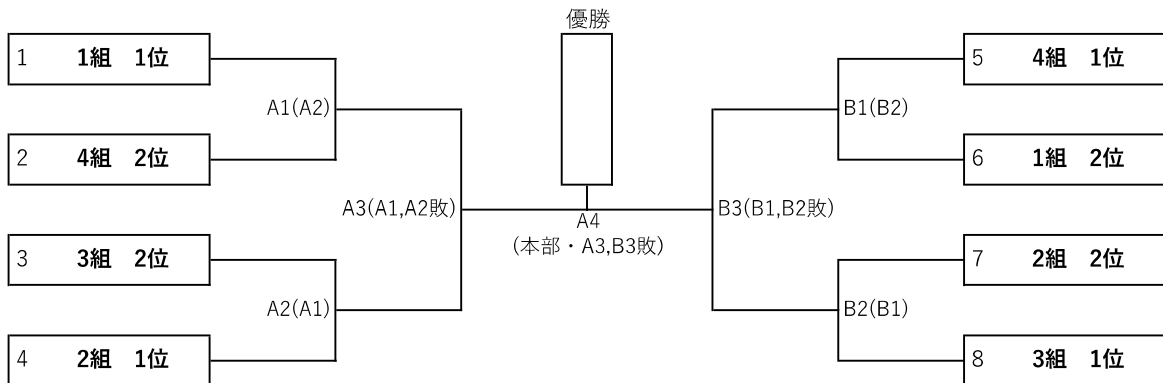 優勝
1 1組 1位
A1(A2)
2 4組 2位
A3(A1,A2敗)
3 3組 2位
A2(A1)
4 2組 1位
A4
(本部・A3,B3敗)
5 4組 1位
B1(B2)
6 1組 2位
B3(B1,B2敗)
7 2組 2位
B2(B1)
8 3組 1位